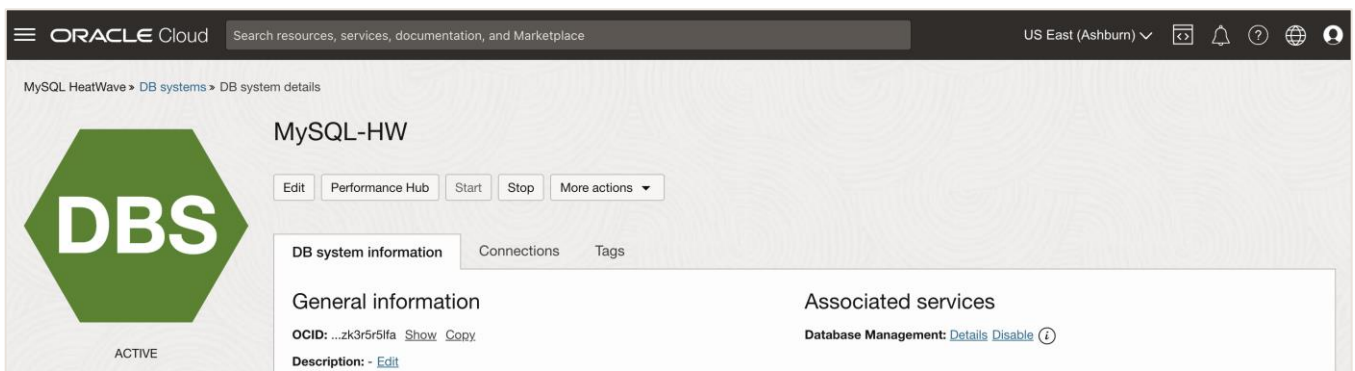 ORACLE Cloud Search resources, services, documentation, and Marketplace US East (Ashburn)
MySQL HeatWave » DB systems » DB system details
MySQL-HW
Edit Performance Hub Start Stop More actions
DBS
DB system information Connections Tags
General information Associated services
OCID: ...zk3r5r5lfa Show Copy Database Management: Details Disable
ACTIVE
Description: - Edit